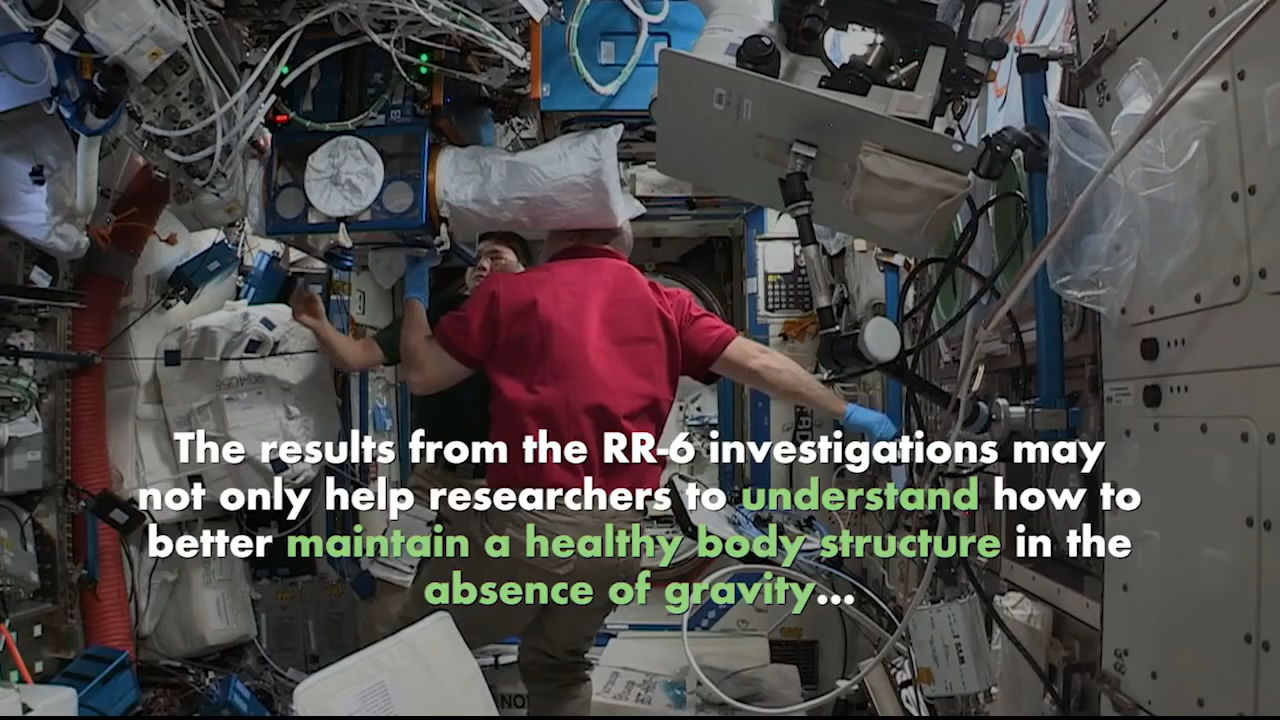 The results from the RR-6 investigations may
not only help researchers to understand how to
better maintain a healthy body structure in the
absence of gravity...
NO